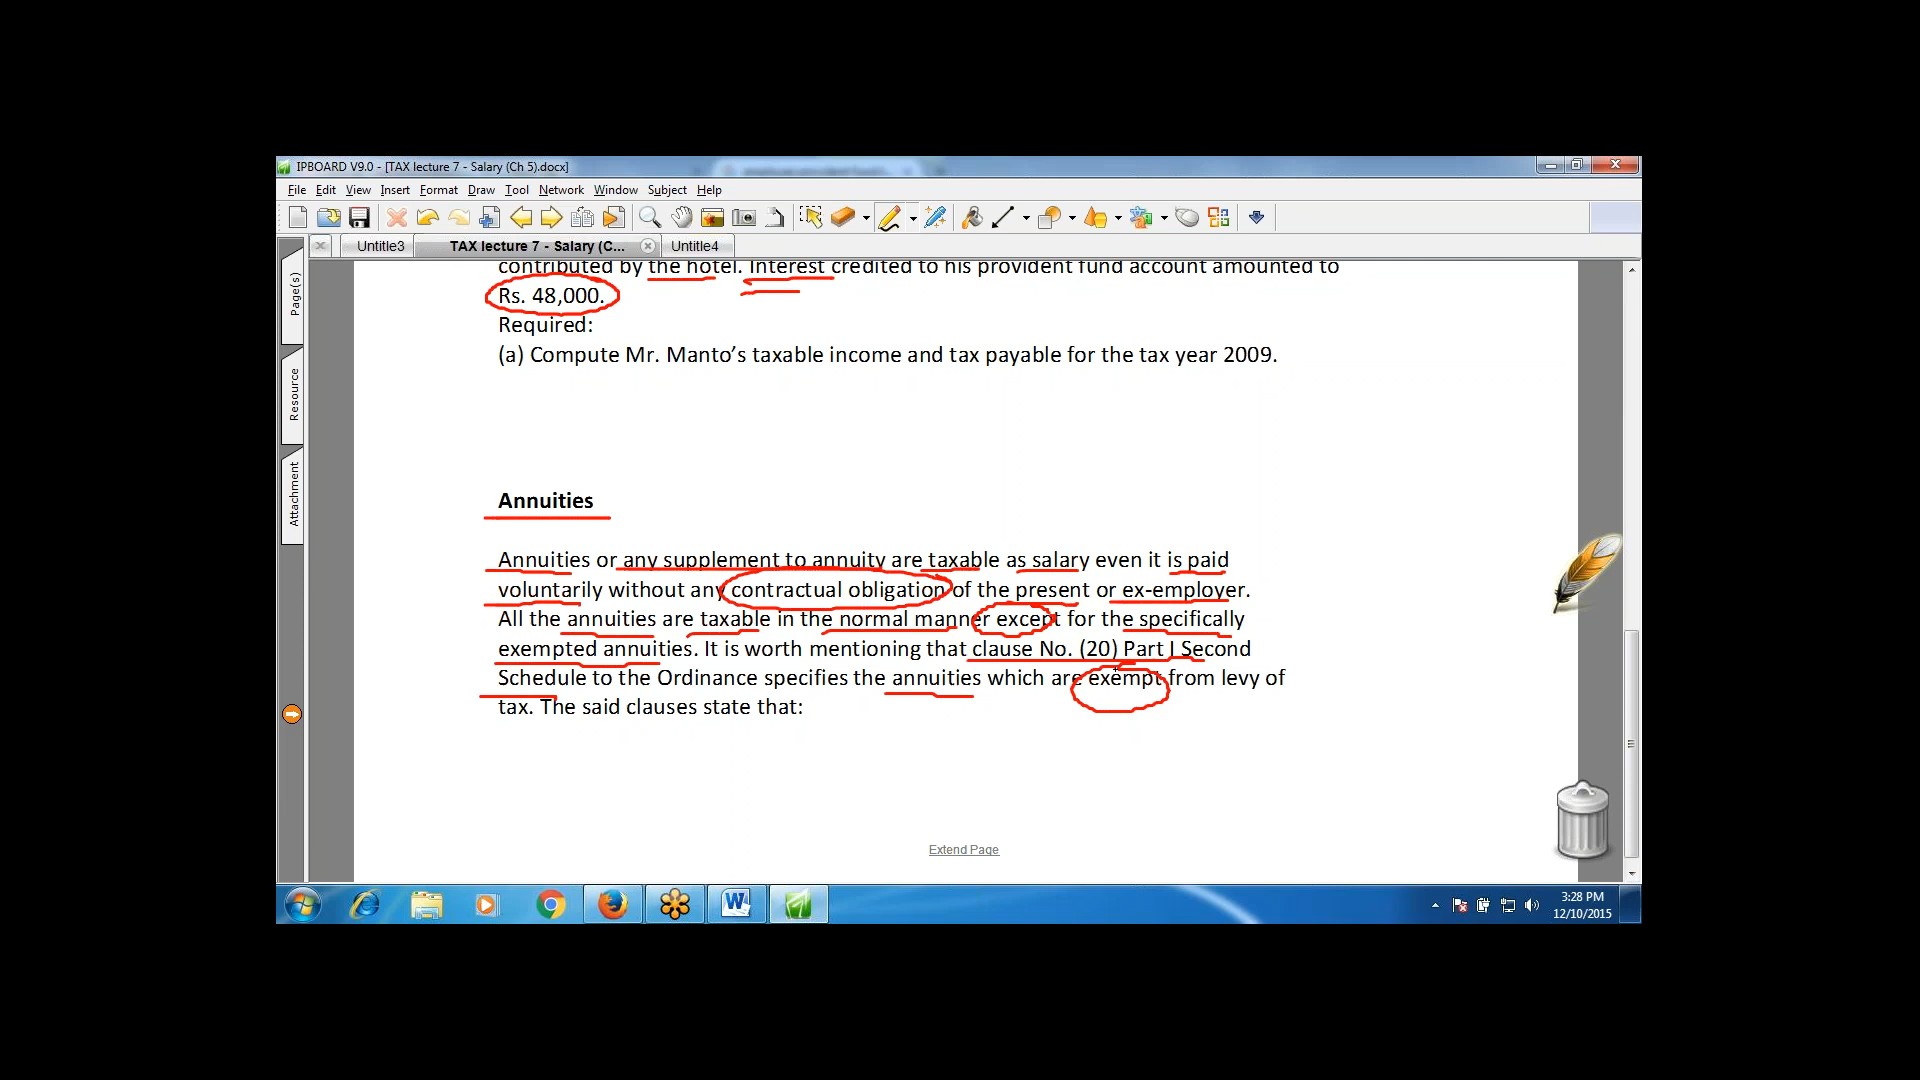 IPBOARD V9.0 - [TAX lecture 7 - Salary (Ch 5).docx]
File Edit View Insert Format Draw Tool Network Window Subject Help
Untitle3 TAX lecture 7 - Salary (C... Untitle4
Page(s)
Resource
Attachment
contributed by the hotel. Interest credited to his provident fund account amounted to
Rs. 48,000.
Required:
(a) Compute Mr. Manto’s taxable income and tax payable for the tax year 2009.
Annuities
Annuities or any supplement to annuity are taxable as salary even it is paid
voluntarily without any contractual obligation of the present or ex-employer.
All the annuities are taxable in the normal manner except for the specifically
exempted annuities. It is worth mentioning that clause No. (20) Part I Second
Schedule to the Ordinance specifies the annuities which are exempt from levy of
tax. The said clauses state that:
Extend Page
3:28 PM
12/10/2015